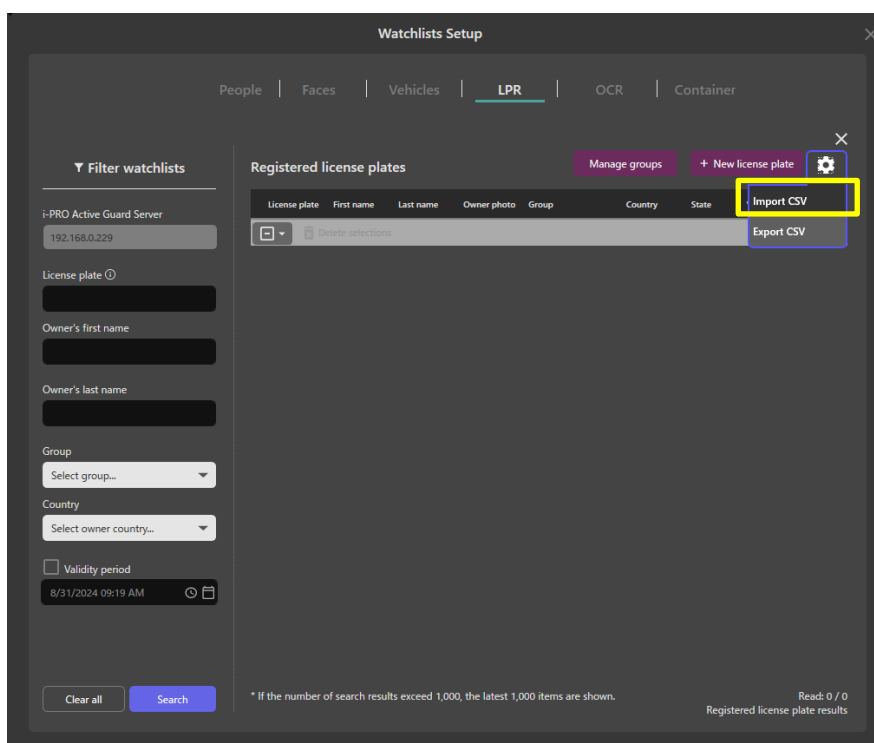 Watchlists Setup
People Faces Vehicles LPR OCR Container
Filter watchlists
i-PRO Active Guard Server
192.168.0.229
License plate
Owner's first name
Owner's last name
Group
Select group...
Country
Select owner country...
Validity period
8/31/2024 09:19 AM
Clear all Search
Registered license plates
Manage groups + New license plate
License plate First name Last name Owner photo Group Country State
Import CSV
Export CSV
Delete selections
* If the number of search results exceed 1,000, the latest 1,000 items are shown.
Read: 0 / 0
Registered license plate results